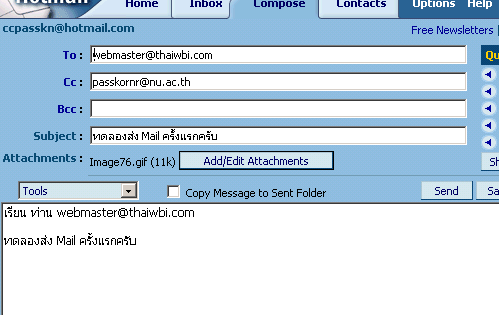 Hotmail Home Inbox Compose Contacts Options Help
ccpasskn@hotmail.com Free Newsletters |
To : webmaster@thaiwbi.com
Cc : passkornr@nu.ac.th
Bcc :
Subject : ทดลองส่ง Mail ครั้งแรกครับ
Attachments : Image76.gif (11k) Add/Edit Attachments
Tools Copy Message to Sent Folder Send
เรียน ท่าน webmaster@thaiwbi.com
ทดลองส่ง Mail ครั้งแรกครับ